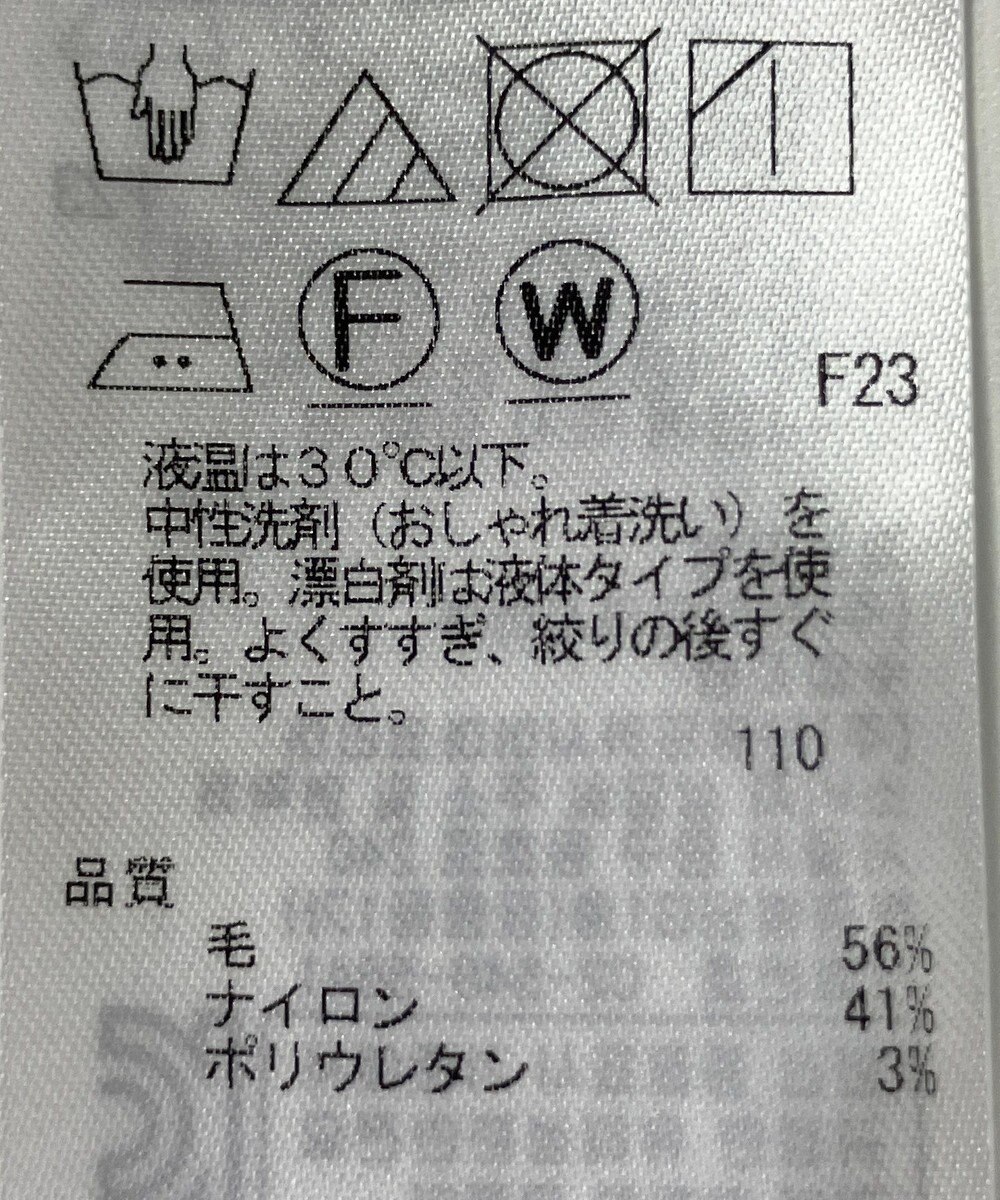 F
W
F23
液温は30℃以下。
中性洗剤（おしゃれ着洗い）を
使用。漂白剤は液体タイプを使
用。よくすすぎ、絞りの後すぐ
に干すこと。
110
品質
毛 56%
ナイロン 41%
ポリウレタン 3%